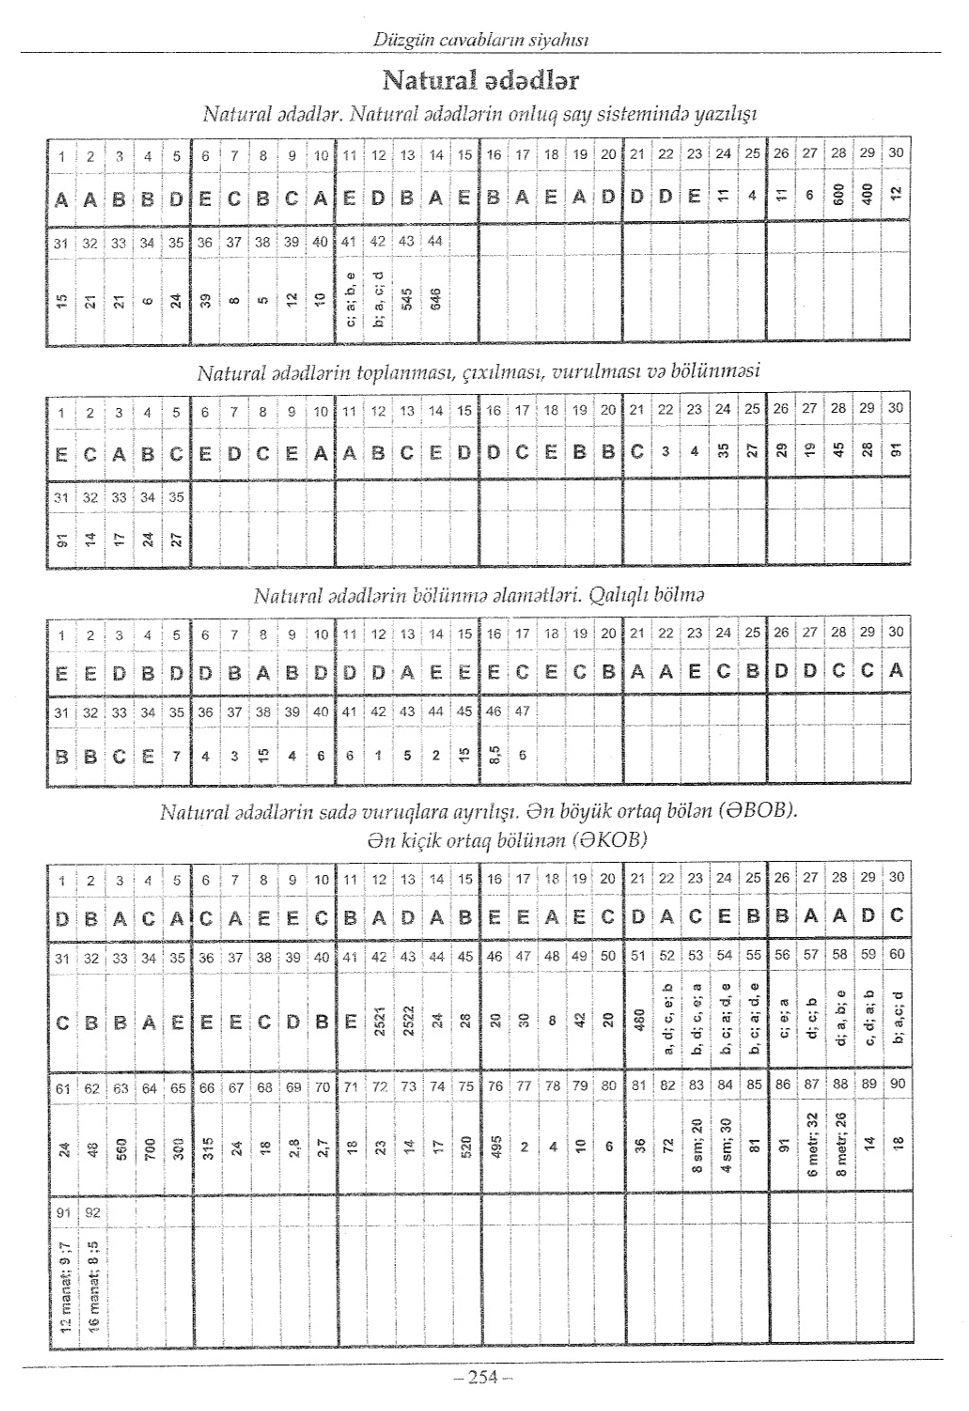 Düzgün cavabların siyahısı
Natural ədədlər
Natural ədədlər. Natural ədədlərin onluq say sistemində yazılışı
1 2 3 4 5 6 7 8 9 10 11 12 13 14 15 16 17 18 19 20 21 22 23 24 25 26 27 28 29 30
A A B B D E C B C A E D B A E B A E A D D D E 11 4 11 6 600 400 12
31 32 33 34 35 36 37 38 39 40 41 42 43 44
15 21 21 6 24 39 8 5 12 10 c; a; b, e b; a, c; d 545 646
Natural ədədlərin toplanması, çıxılması, vurulması və bölünməsi
1 2 3 4 5 6 7 8 9 10 11 12 13 14 15 16 17 18 19 20 21 22 23 24 25 26 27 28 29 30
E C A B C E D C E A A B C E D D C E B B C 3 4 35 27 29 19 45 28 91
31 32 33 34 35
91 14 17 24 27
Natural ədədlərin bölünmə əlamətləri. Qalıqlı bölmə
1 2 3 4 5 6 7 8 9 10 11 12 13 14 15 16 17 18 19 20 21 22 23 24 25 26 27 28 29 30
E E D B D D B A B D D D A E E E C E C B A A E C B D D C C A
31 32 33 34 35 36 37 38 39 40 41 42 43 44 45 46 47
B B C E 7 4 3 15 4 6 6 1 5 2 15 8,5 6
Natural ədədlərin sadə vuruqlara ayrılışı. Ən böyük ortaq bölən (ƏBOB).
Ən kiçik ortaq bölünən (ƏKOB)
1 2 3 4 5 6 7 8 9 10 11 12 13 14 15 16 17 18 19 20 21 22 23 24 25 26 27 28 29 30
D B A C A C A E E C B A D A B E E A E C D A C E B B A A D C
31 32 33 34 35 36 37 38 39 40 41 42 43 44 45 46 47 48 49 50 51 52 53 54 55 56 57 58 59 60
C B B A E E E C D B E 2521 2522 24 28 20 30 8 42 20 480 a, d; c, e; b b, d; c, e; a b, c; a; d, e b, c; a; d, e c; e; a d; c; b d; a, b; e c, d; a; b b; a,c; d
61 62 63 64 65 66 67 68 69 70 71 72 73 74 75 76 77 78 79 80 81 82 83 84 85 86 87 88 89 90
24 48 560 700 300 315 24 18 2,8 2,7 18 23 14 17 520 495 2 4 10 6 36 72 8 sm; 20 4 sm; 30 81 91 6 metr; 32 8 metr; 26 14 18
91 92
12 manat; 9 ;7 16 manat; 8 ;5
– 254 –